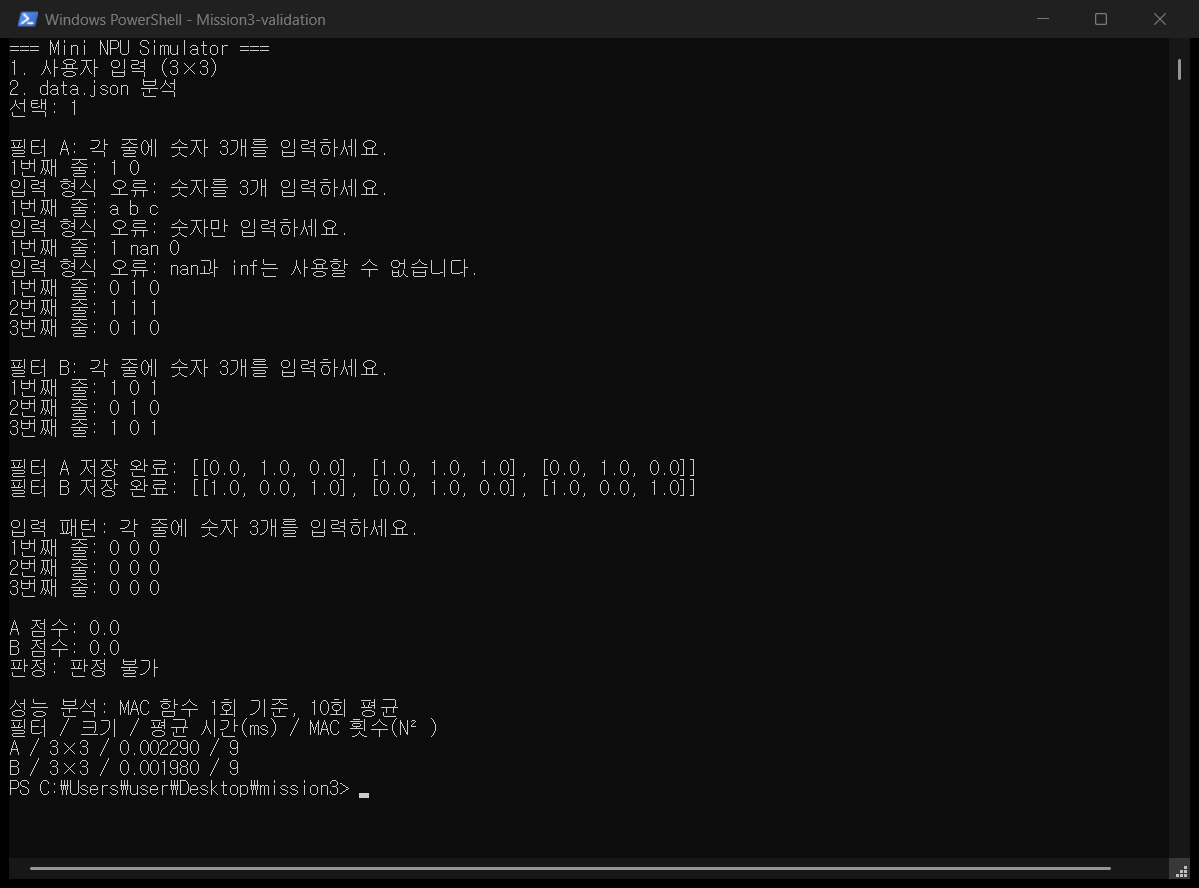 Windows PowerShell - Mission3-validation
=== Mini NPU Simulator ===
1. 사용자 입력 (3×3)
2. data.json 분석
선택: 1
필터 A: 각 줄에 숫자 3개를 입력하세요.
1번째 줄: 1 0
입력 형식 오류: 숫자를 3개 입력하세요.
1번째 줄: a b c
입력 형식 오류: 숫자만 입력하세요.
1번째 줄: 1 nan 0
입력 형식 오류: nan과 inf는 사용할 수 없습니다.
1번째 줄: 0 1 0
2번째 줄: 1 1 1
3번째 줄: 0 1 0
필터 B: 각 줄에 숫자 3개를 입력하세요.
1번째 줄: 1 0 1
2번째 줄: 0 1 0
3번째 줄: 1 0 1
필터 A 저장 완료: [[0.0, 1.0, 0.0], [1.0, 1.0, 1.0], [0.0, 1.0, 0.0]]
필터 B 저장 완료: [[1.0, 0.0, 1.0], [0.0, 1.0, 0.0], [1.0, 0.0, 1.0]]
입력 패턴: 각 줄에 숫자 3개를 입력하세요.
1번째 줄: 0 0 0
2번째 줄: 0 0 0
3번째 줄: 0 0 0
A 점수: 0.0
B 점수: 0.0
판정: 판정 불가
성능 분석: MAC 함수 1회 기준, 10회 평균
필터 / 크기 / 평균 시간(ms) / MAC 횟수(N² )
A / 3×3 / 0.002290 / 9
B / 3×3 / 0.001980 / 9
PS C:₩Users₩user₩Desktop₩mission3>